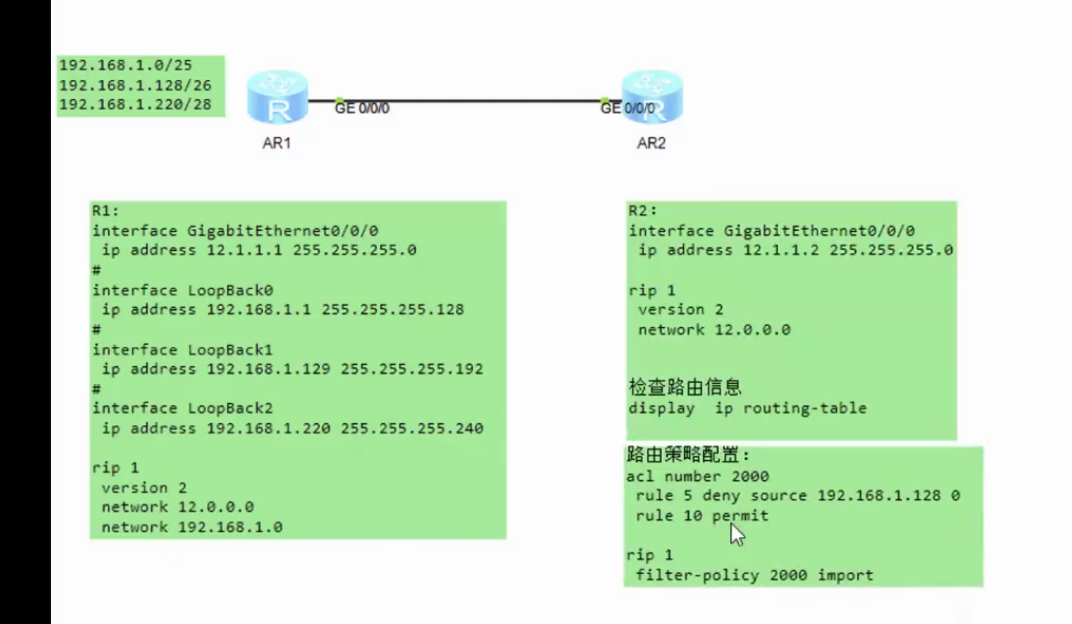 192.168.1.0/25
192.168.1.128/26
192.168.1.220/28
R
GE 0/0/0
GE 0/0/0
R
AR1
AR2
R1:
interface GigabitEthernet0/0/0
ip address 12.1.1.1 255.255.255.0
#
interface LoopBack0
ip address 192.168.1.1 255.255.255.128
#
interface LoopBack1
ip address 192.168.1.129 255.255.255.192
#
interface LoopBack2
ip address 192.168.1.220 255.255.255.240
rip 1
version 2
network 12.0.0.0
network 192.168.1.0
R2:
interface GigabitEthernet0/0/0
ip address 12.1.1.2 255.255.255.0
rip 1
version 2
network 12.0.0.0
检查路由信息
display ip routing-table
路由策略配置:
acl number 2000
rule 5 deny source 192.168.1.128 0
rule 10 permit
rip 1
filter-policy 2000 import